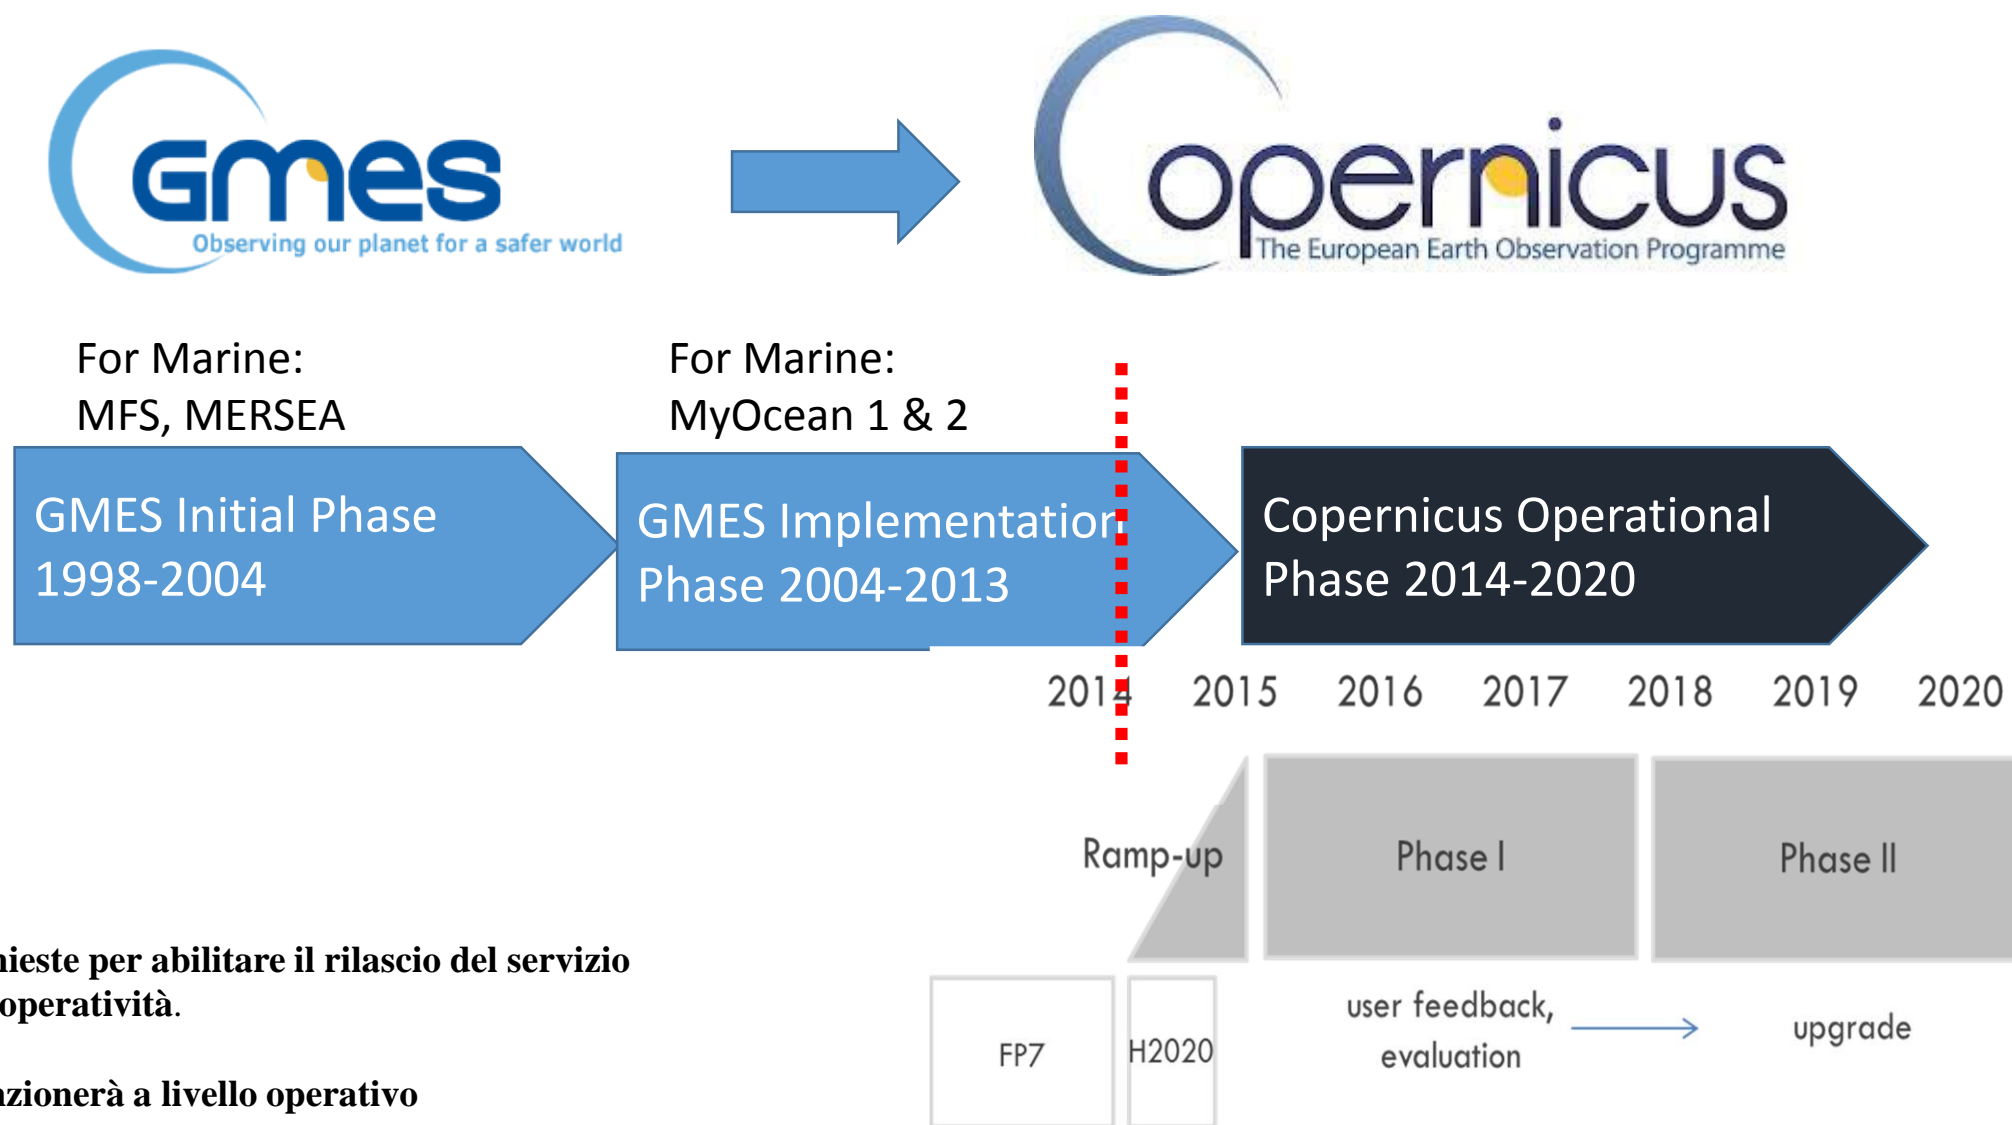 Gmes
Observing our planet for a safer world
Copernicus
The European Earth Observation Programme
For Marine:
MFS, MERSEA
For Marine:
MyOcean 1 & 2
GMES Initial Phase
1998-2004
GMES Implementation
Phase 2004-2013
Copernicus Operational
Phase 2014-2020
2014 2015 2016 2017 2018 2019 2020
Ramp-up
Phase I
Phase II
per abilitare il rilascio del servizio
operatività.
a livello operativo
FP7
H2020
user feedback,
evaluation
upgrade